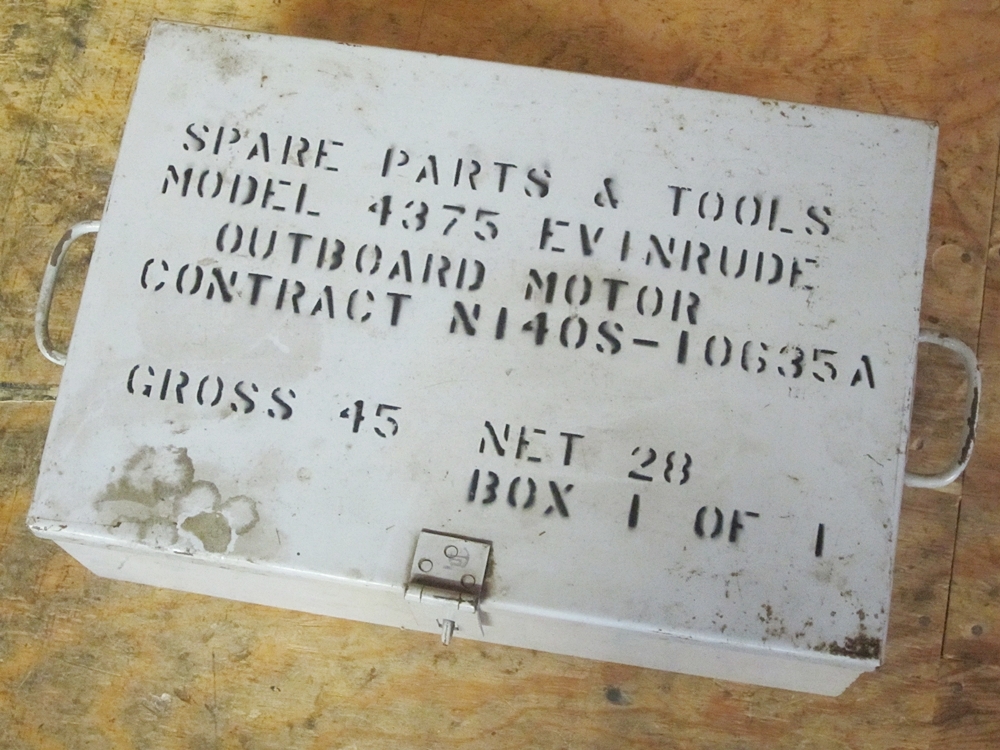 SPARE PARTS & TOOLS
MODEL 4375 EVINRUDE
OUTBOARD MOTOR
CONTRACT N140S-10635A
GROSS 45 NET 28
BOX 1 OF 1